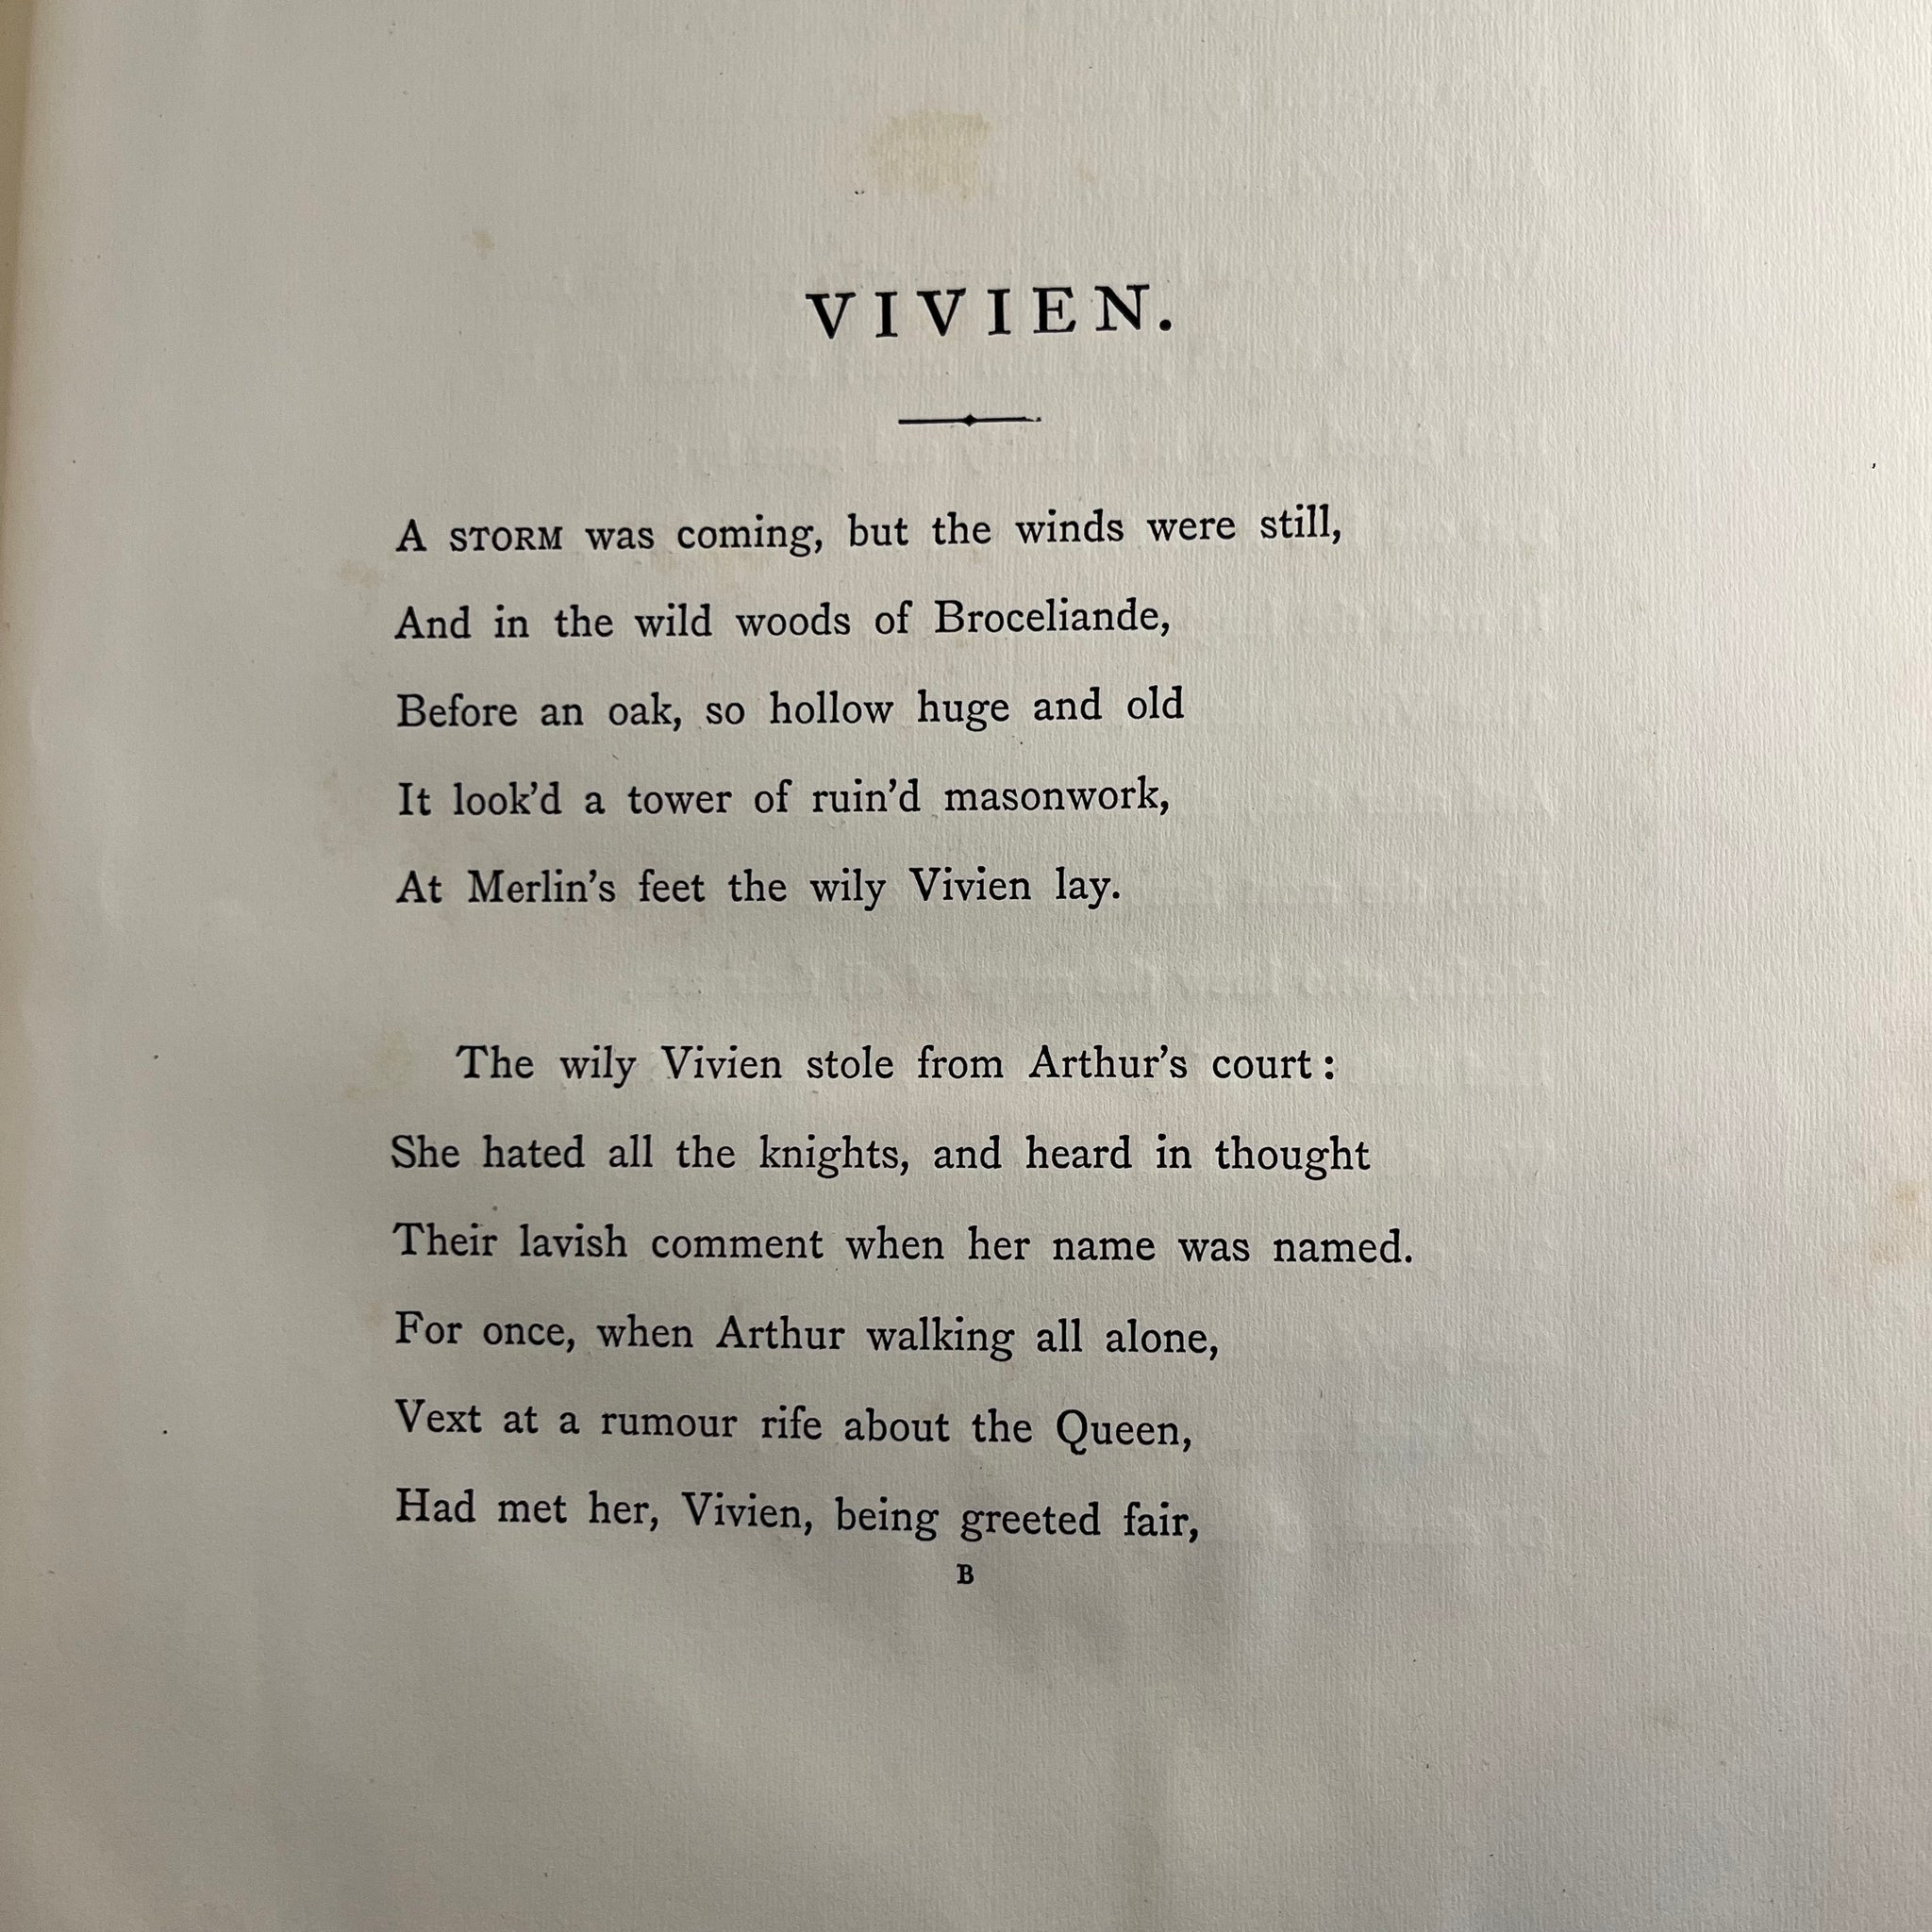 VIVIEN.
A STORM was coming, but the winds were still,
And in the wild woods of Broceliande,
Before an oak, so hollow huge and old
It look’d a tower of ruin’d masonwork,
At Merlin’s feet the wily Vivien lay.
The wily Vivien stole from Arthur’s court :
She hated all the knights, and heard in thought
Their lavish comment when her name was named.
For once, when Arthur walking all alone,
Vext at a rumour rife about the Queen,
Had met her, Vivien, being greeted fair,
B